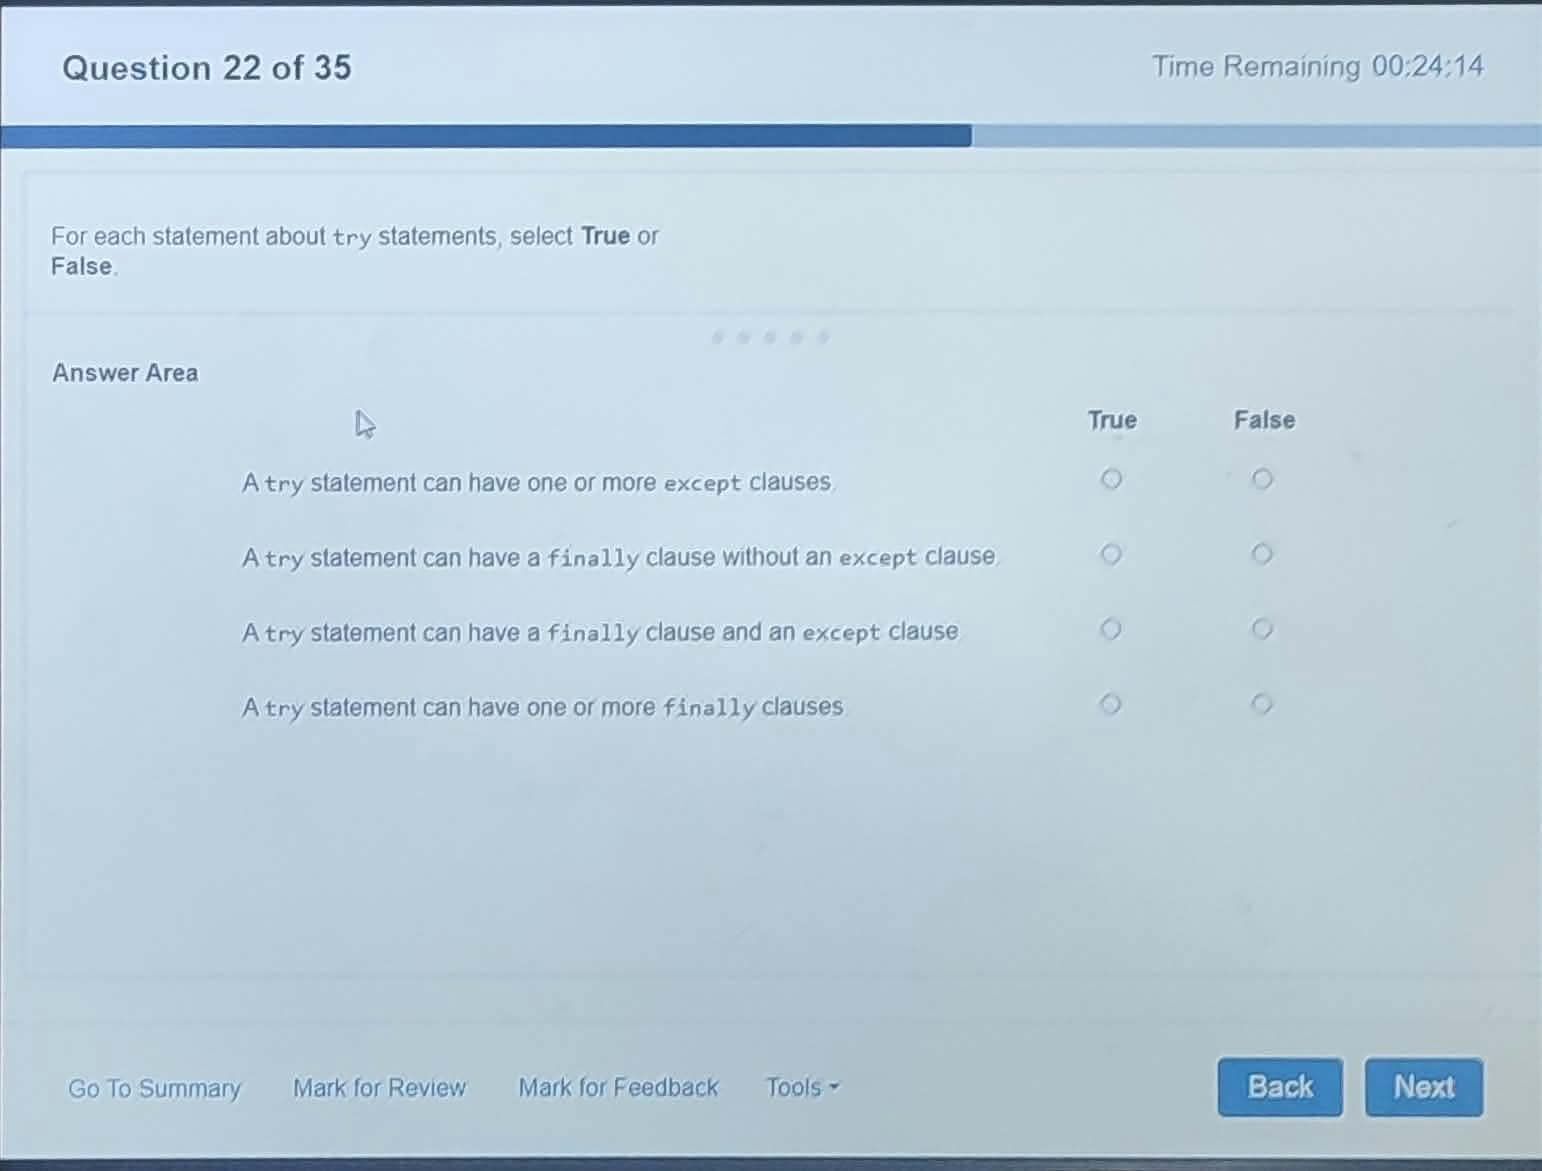 Question 22 of 35
Time Remaining 00:24:14
For each statement about try statements, select True or
False.
Answer Area
True False
A try statement can have one or more except clauses.
A try statement can have a finally clause without an except clause.
A try statement can have a finally clause and an except clause.
A try statement can have one or more finally clauses.
Go To Summary Mark for Review Mark for Feedback Tools Back Next